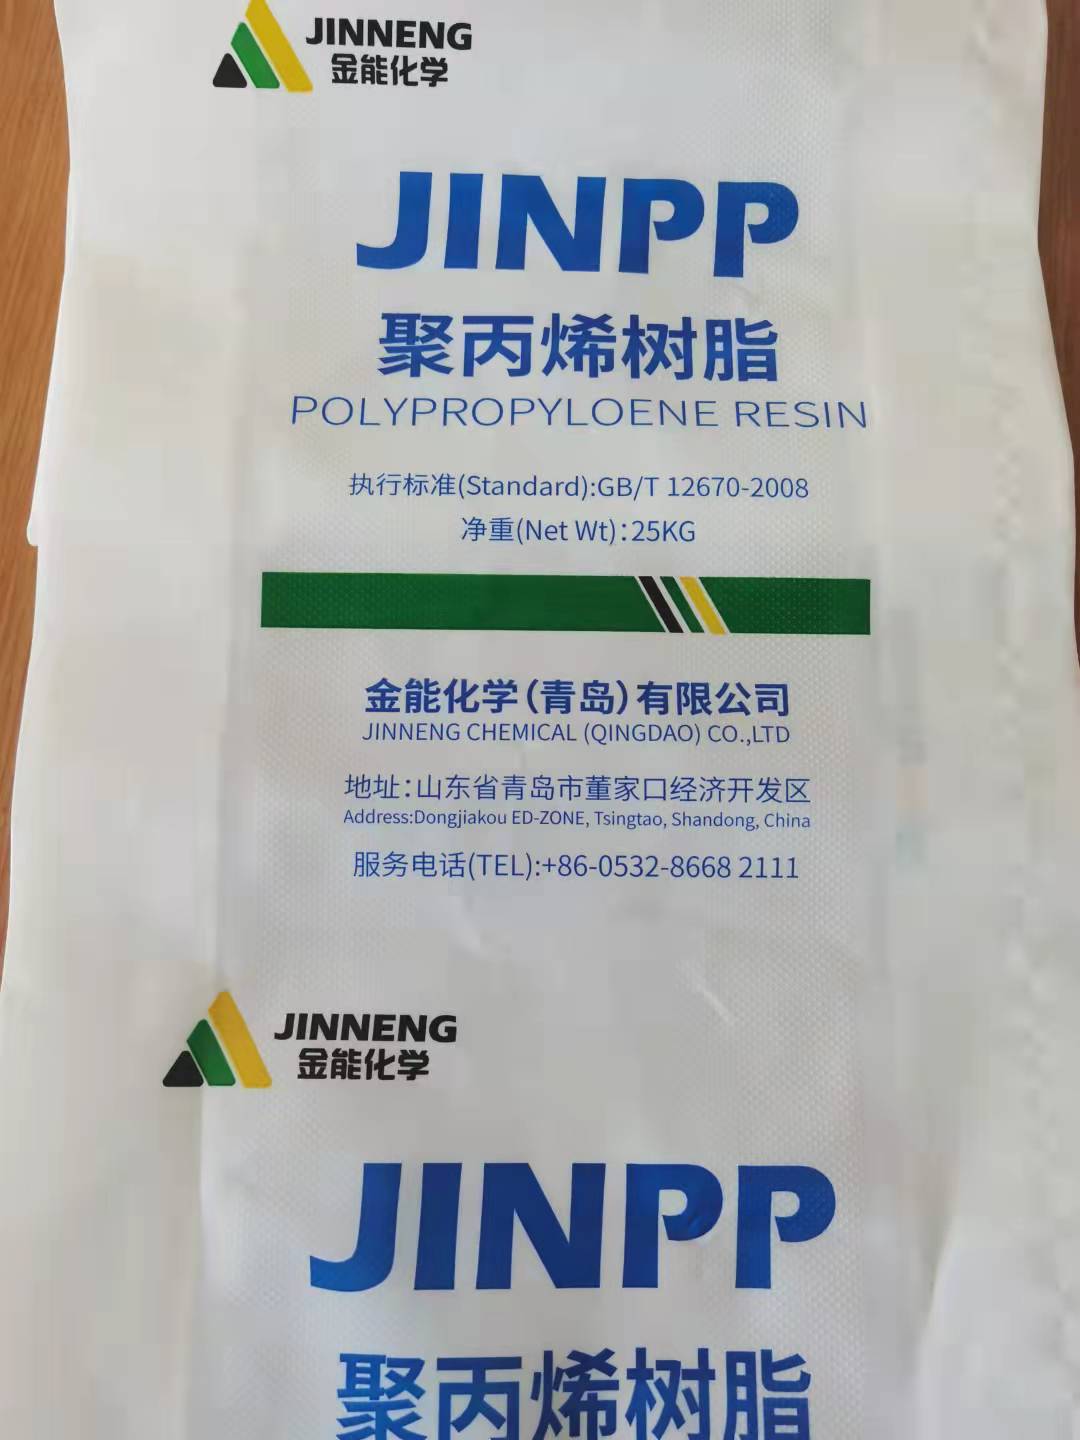 JINNENG
金能化学
JINPP
聚丙烯树脂
POLYPROPYLOENE RESIN
执行标准(Standard):GB/T 12670-2008
净重(Net Wt):25KG
金能化学(青岛)有限公司
JINNENG CHEMICAL (QINGDAO) CO.,LTD
地址:山东省青岛市董家口经济开发区
Address:Dongjiakou ED-ZONE, Tsingtao, Shandong, China
服务电话(TEL):+86-0532-8668 2111
JINNENG
金能化学
JINPP
聚丙烯树脂